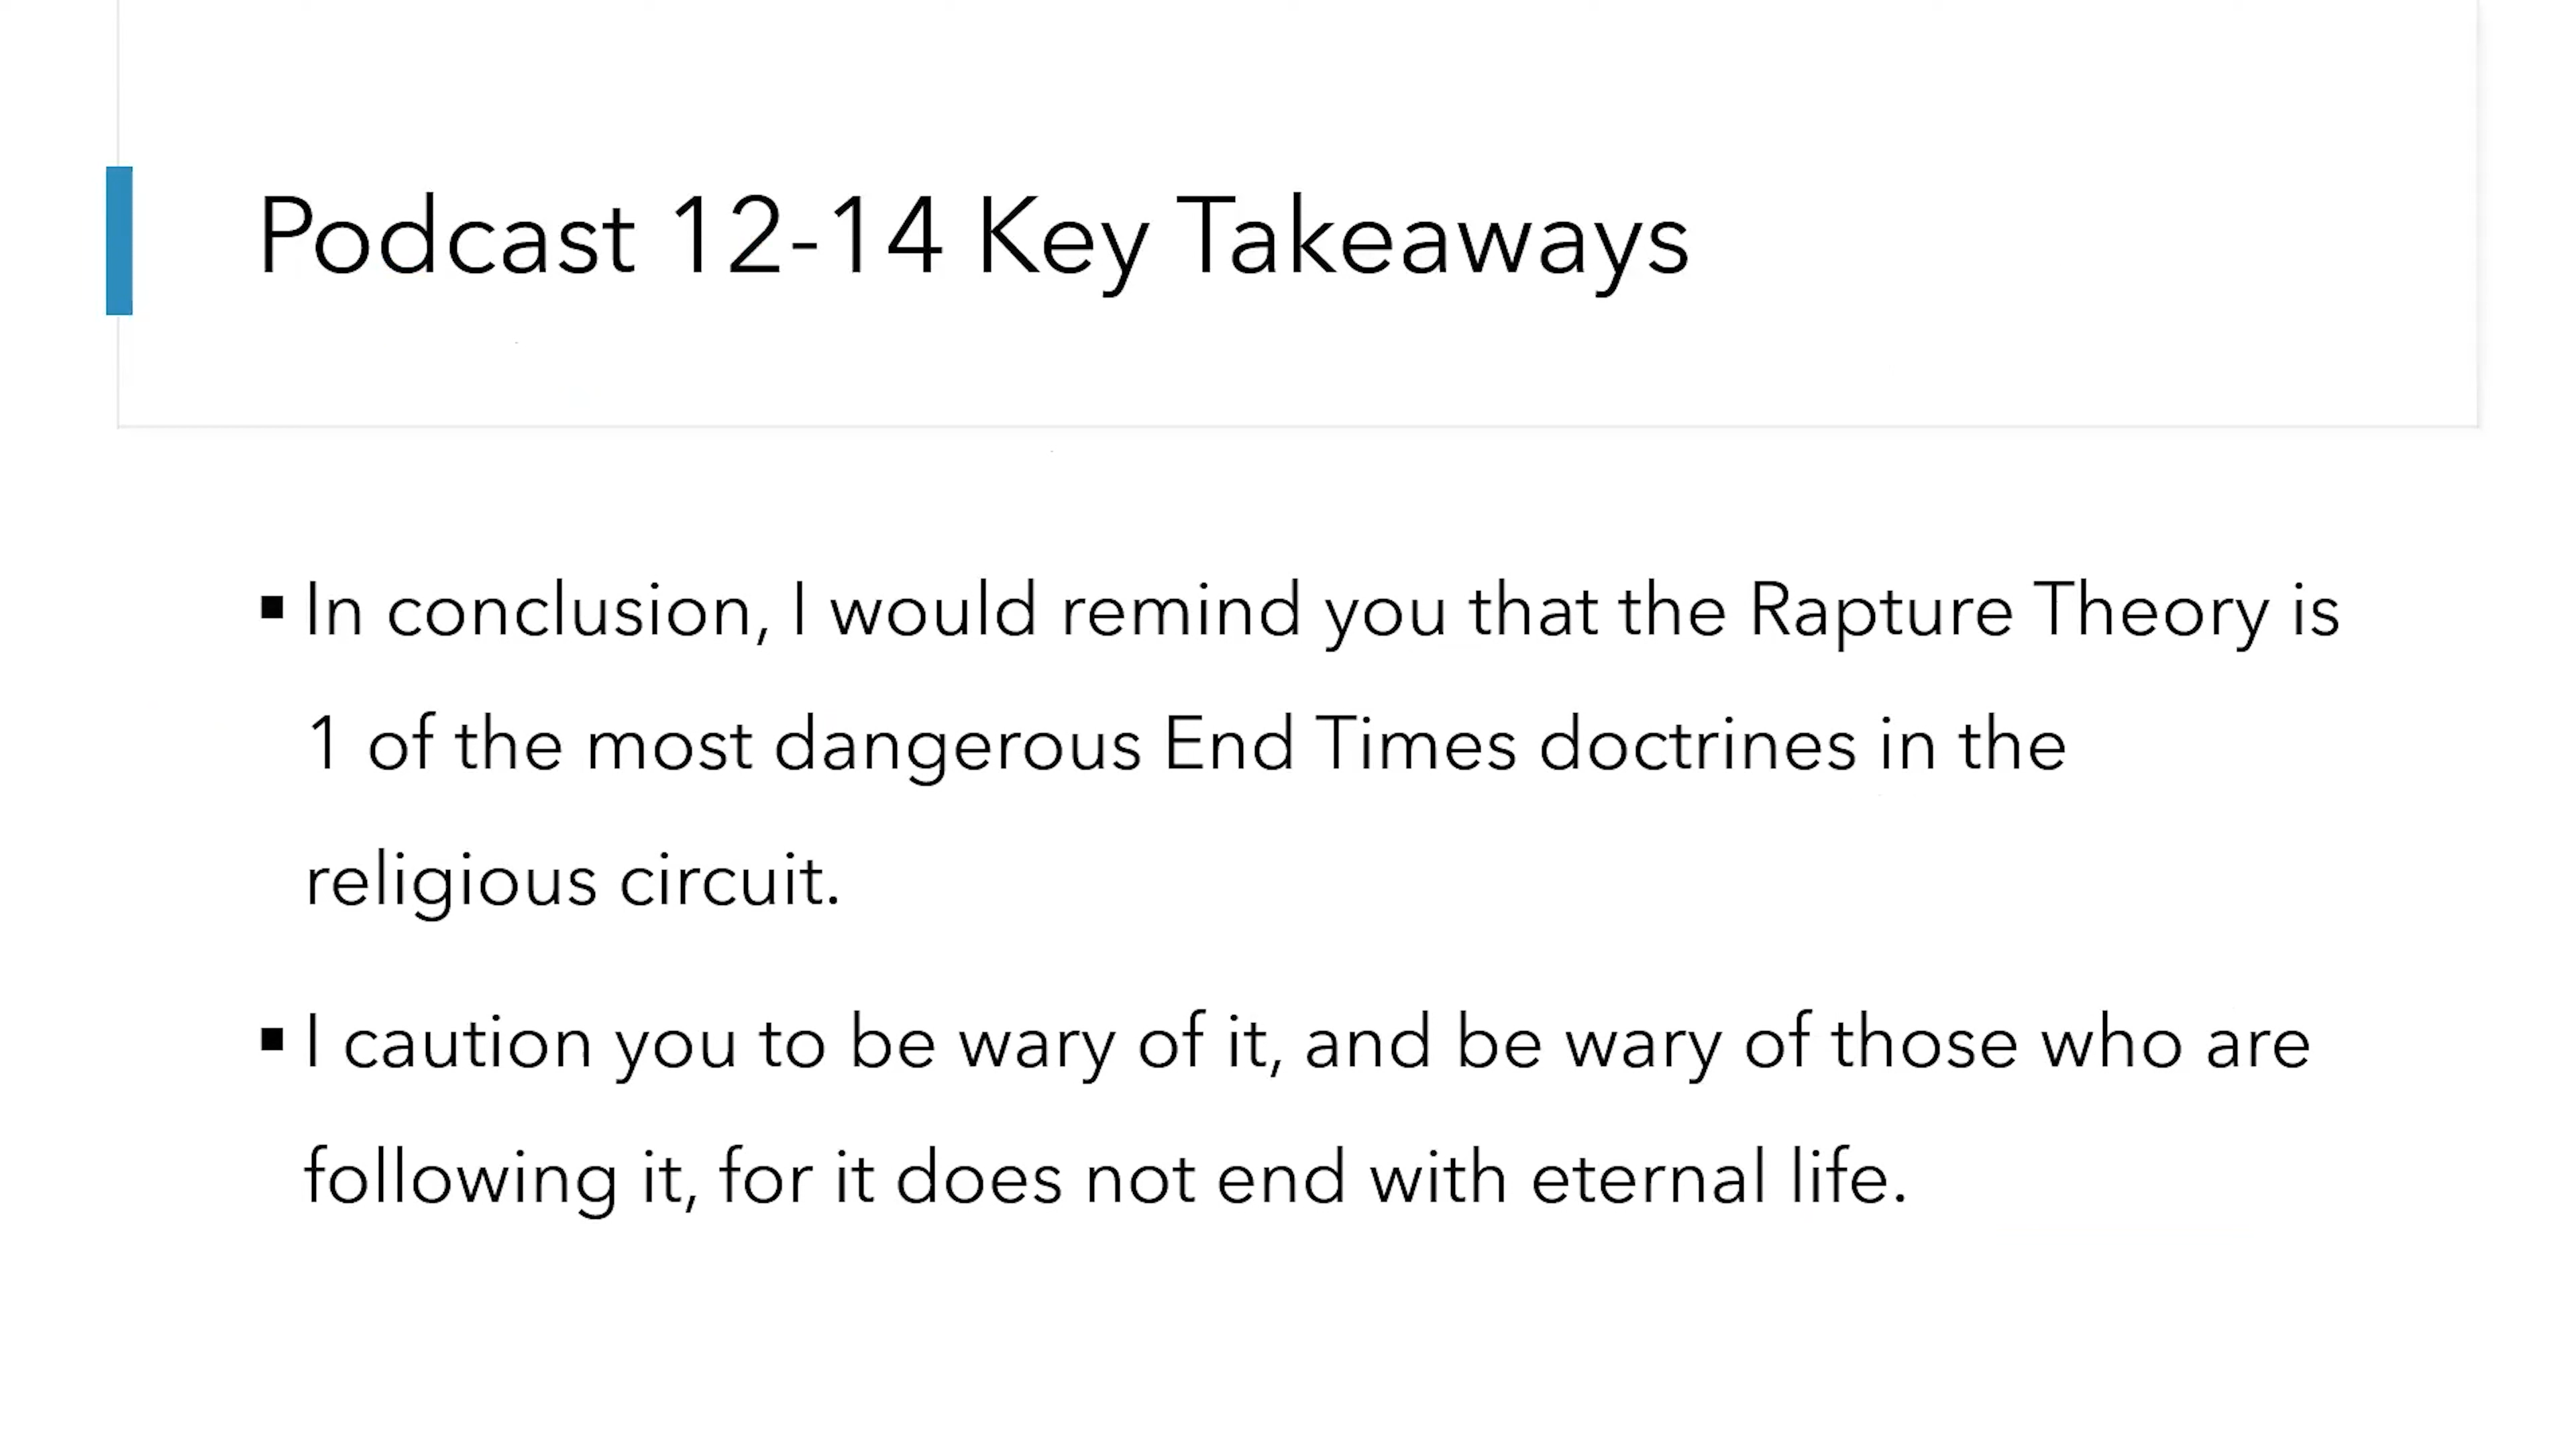 Podcast 12-14 Key Takeaways
▪ In conclusion, I would remind you that the Rapture Theory is
1 of the most dangerous End Times doctrines in the
religious circuit.
▪ I caution you to be wary of it, and be wary of those who are
following it, for it does not end with eternal life.